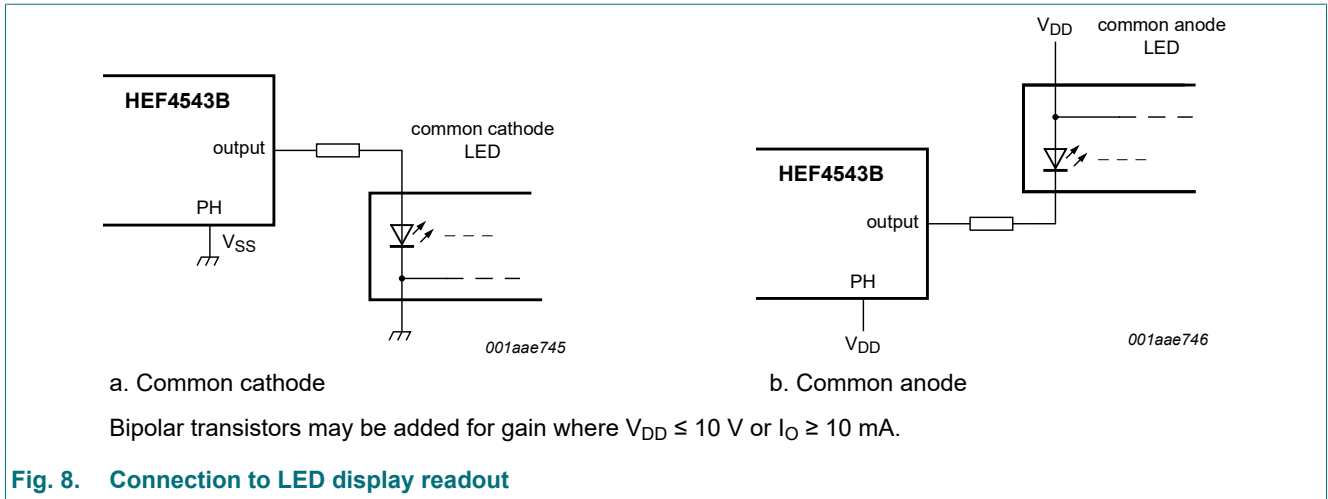 HEF4543B
output
PH
VSS
common cathode
LED
001aae745
a. Common cathode
VDD
common anode
LED
HEF4543B
output
PH
VDD
001aae746
b. Common anode
Bipolar transistors may be added for gain where VDD ≤ 10 V or IO ≥ 10 mA.
Fig. 8. Connection to LED display readout